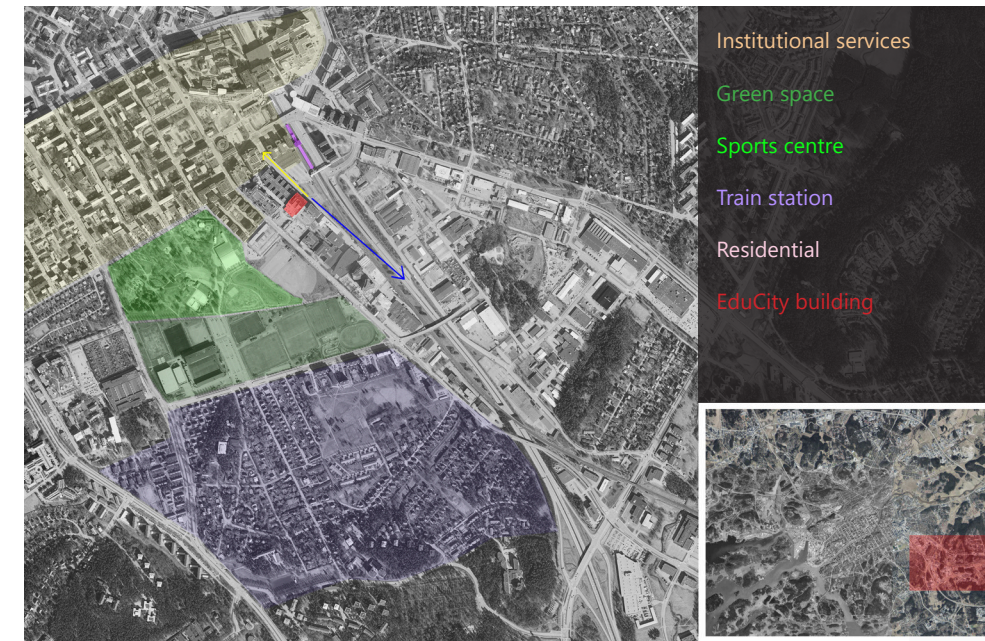 Institutional services
Green space
Sports centre
Train station
Residential
EduCity building